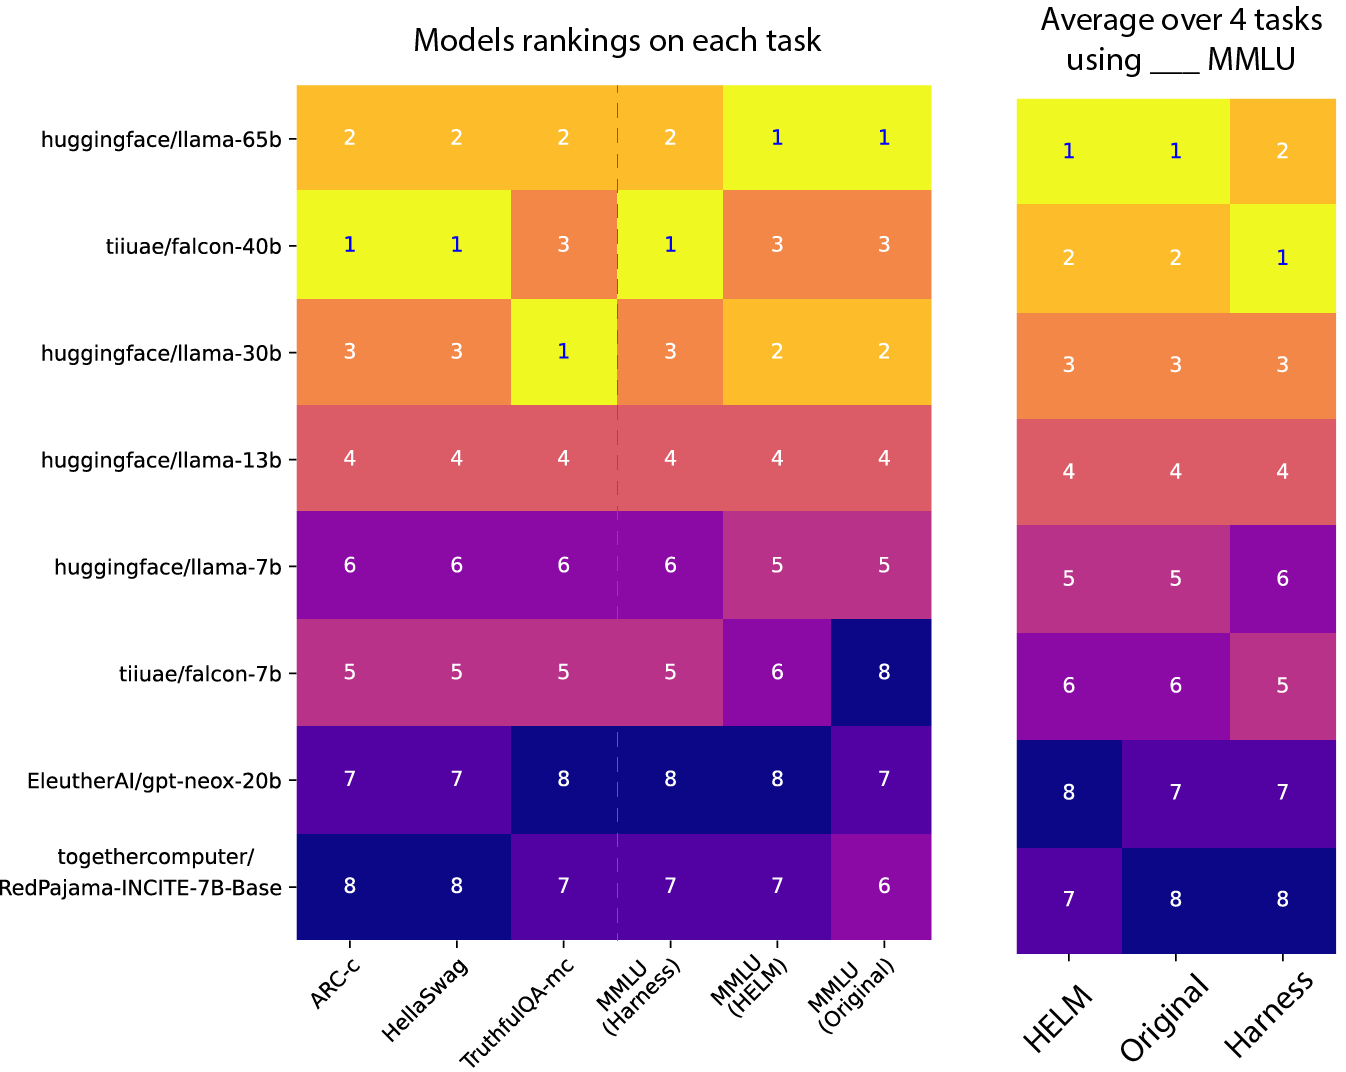 Models rankings on each task
Average over 4 tasks
using ___ MMLU
huggingface/llama-65b 2 2 2 2 1 1 1 1 2
tiiuae/falcon-40b 1 1 3 1 3 3 2 2 1
huggingface/llama-30b 3 3 1 3 2 2 3 3 3
huggingface/llama-13b 4 4 4 4 4 4 4 4 4
huggingface/llama-7b 6 6 6 6 5 5 5 5 6
tiiuae/falcon-7b 5 5 5 5 6 8 6 6 5
EleutherAI/gpt-neox-20b 7 7 8 8 8 7 8 7 7
togethercomputer/
RedPajama-INCITE-7B-Base 8 8 7 7 7 6 7 8 8
ARC-c
HellaSwag
TruthfulQA-mc
MMLU
(Harness)
MMLU
(HELM)
MMLU
(Original)
HELM
Original
Harness